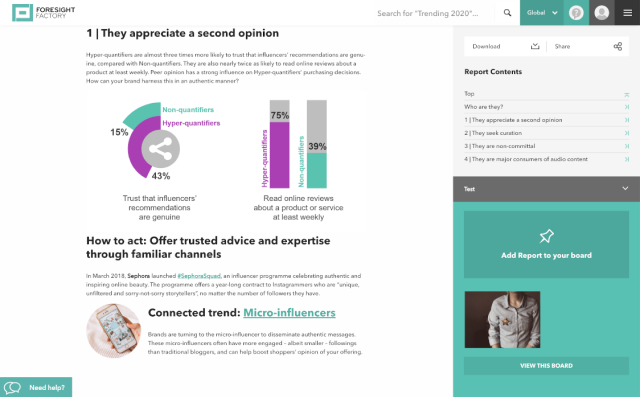 FORESIGHT
FACTORY
Search for "Trending 2020"...
Global
1 | They appreciate a second opinion
Hyper-quantifiers are almost three times more likely to trust that influencers' recommendations are genu-
ine, compared with Non-quantifiers. They are also nearly twice as likely to read online reviews about a
product at least weekly. Peer opinion has a strong influence on Hyper-quantifiers' purchasing decisions.
How can your brand harness this in an authentic manner?
Non-quantifiers
Hyper-quantifiers
15%
43%
Trust that influencers'
recommendations
are genuine
75%
39%
Hyper-quantifiers
Non quantifiers
Read online reviews
about a product or service
at least weekly
How to act: Offer trusted advice and expertise
through familiar channels
In March 2018, Sephora launched #SephoraSquad, an influencer programme celebrating authentic and
inspiring online beauty. The programme offers a year-long contract to Instagrammers who are "unique,
unfiltered and sorry-not-sorry storytellers", no matter the number of followers they have.
Connected trend: Micro-influencers
Brands are turning to the micro-influencer to disseminate authentic messages.
These micro-influencers often have more engaged – albeit smaller – followings
than traditional bloggers, and can help boost shoppers' opinion of your offering.
Need help?
Download
Share
Report Contents
Top
Who are they?
1 | They appreciate a second opinion
2 | They seek curation
3 | They are non-committal
4 | They are major consumers of audio content
Test
Add Report to your board
VIEW THIS BOARD